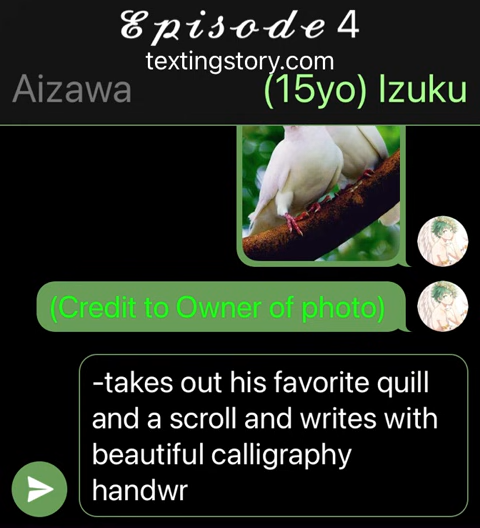 Episode 4
textingstory.com
Aizawa (15yo) Izuku
(Credit to Owner of photo)
-takes out his favorite quill
and a scroll and writes with
beautiful calligraphy
handwr